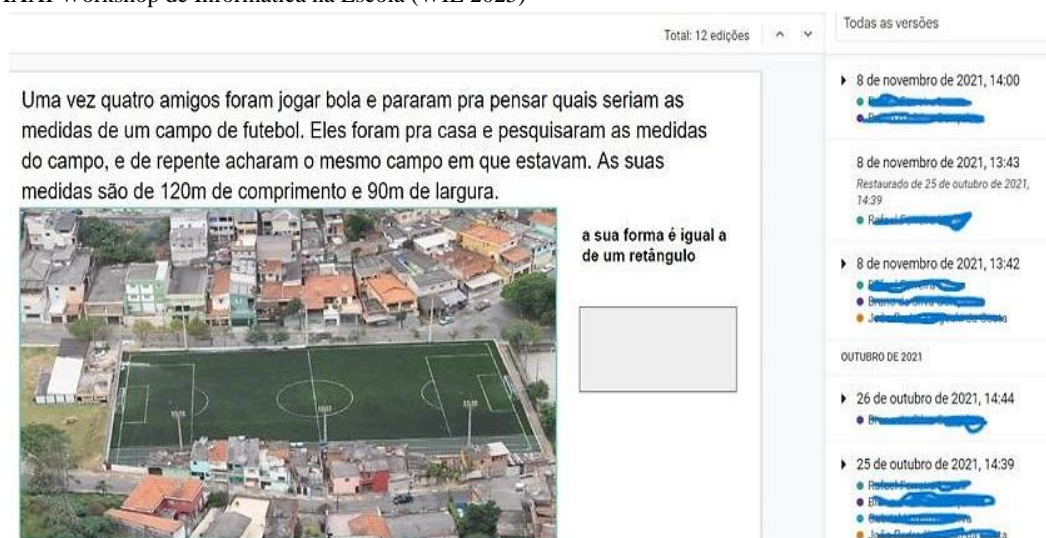 XXXI Workshop de Informática na Escola (WIE 2025)
Total: 12 edições
Todas as versões
Uma vez quatro amigos foram jogar bola e pararam pra pensar quais seriam as
medidas de um campo de futebol. Eles foram pra casa e pesquisaram as medidas
do campo, e de repente acharam o mesmo campo em que estavam. As suas
medidas são de 120m de comprimento e 90m de largura.
a sua forma é igual a
de um retângulo
8 de novembro de 2021, 14:00
8 de novembro de 2021, 13:43
Restaurado de 25 de outubro de 2021,
14:39
8 de novembro de 2021, 13:42
OUTUBRO DE 2021
26 de outubro de 2021, 14:44
25 de outubro de 2021, 14:39